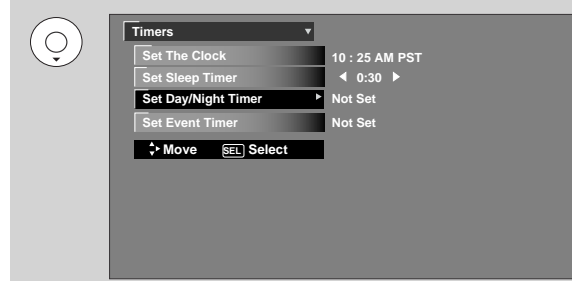 Timers
Set The Clock 10 : 25 AM PST
Set Sleep Timer 0:30
Set Day/Night Timer Not Set
Set Event Timer Not Set
Move SEL Select